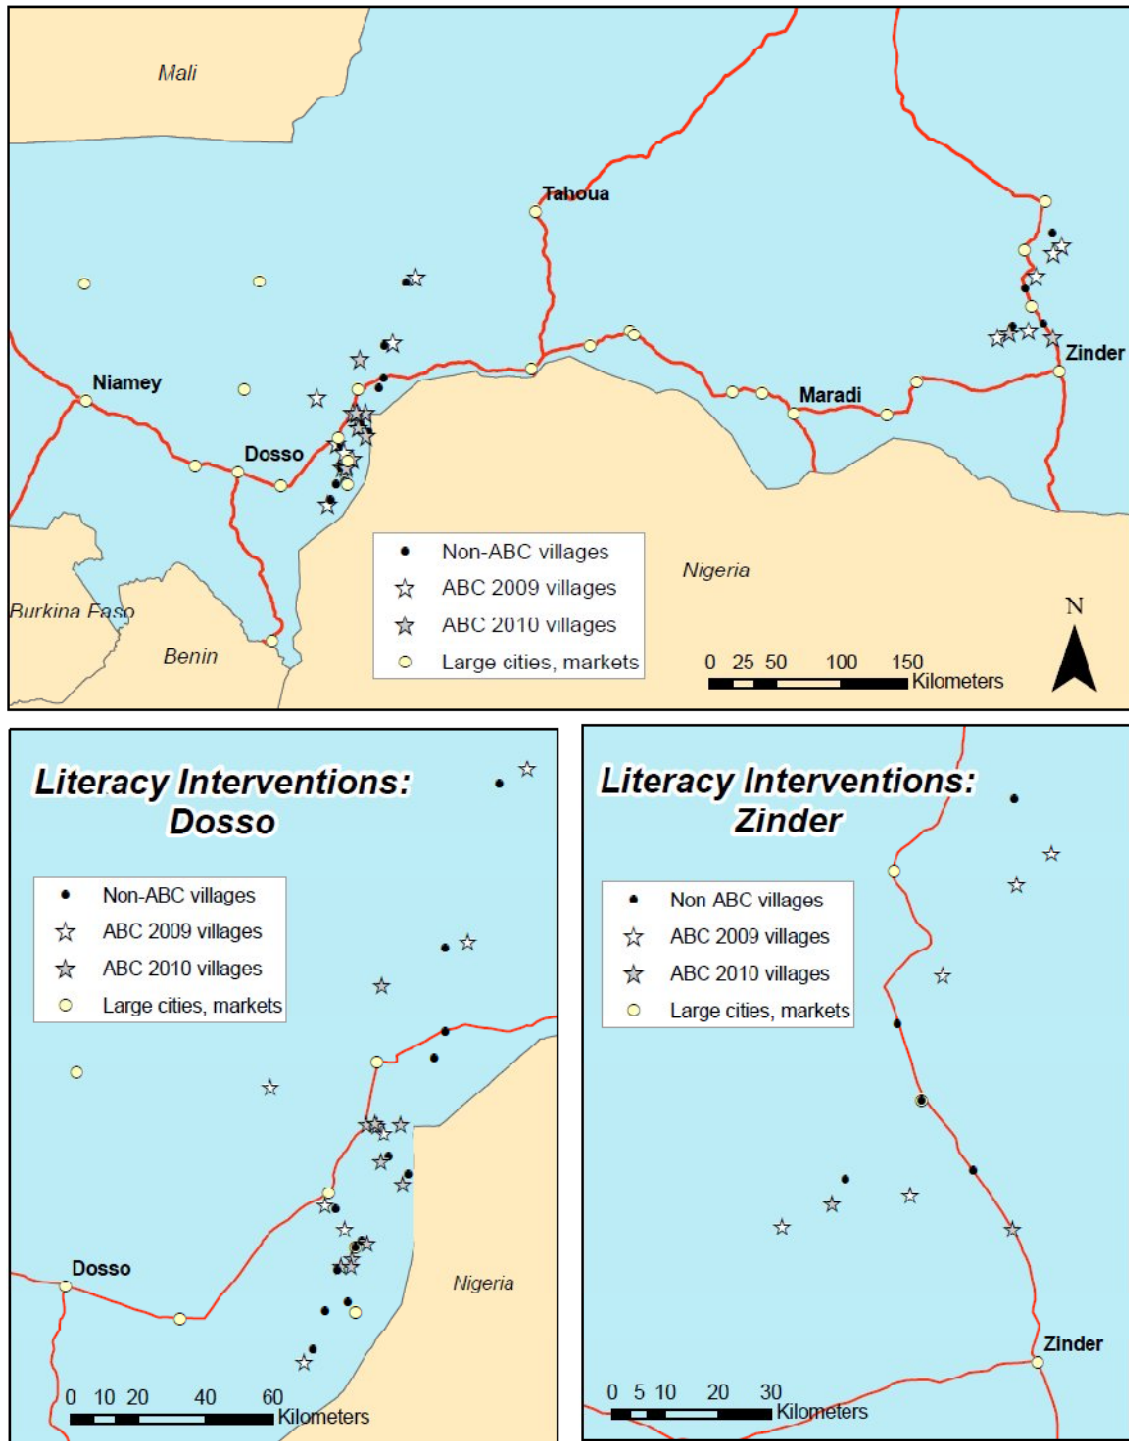 Mali
Tahoua
Niamey
Zinder
Maradi
Dosso
Non-ABC villages
ABC 2009 villages
ABC 2010 villages
Large cities, markets
Nigeria
Burkina Faso
Benin
N
0 25 50 100 150
Kilometers
Literacy Interventions:
Dosso
Non-ABC villages
ABC 2009 villages
ABC 2010 villages
Large cities, markets
Dosso
Nigeria
0 10 20 40 60
Kilometers
Literacy Interventions:
Zinder
Non ABC villages
ABC 2009 villages
ABC 2010 villages
Large cities, markets
Zinder
0 5 10 20 30
Kilometers